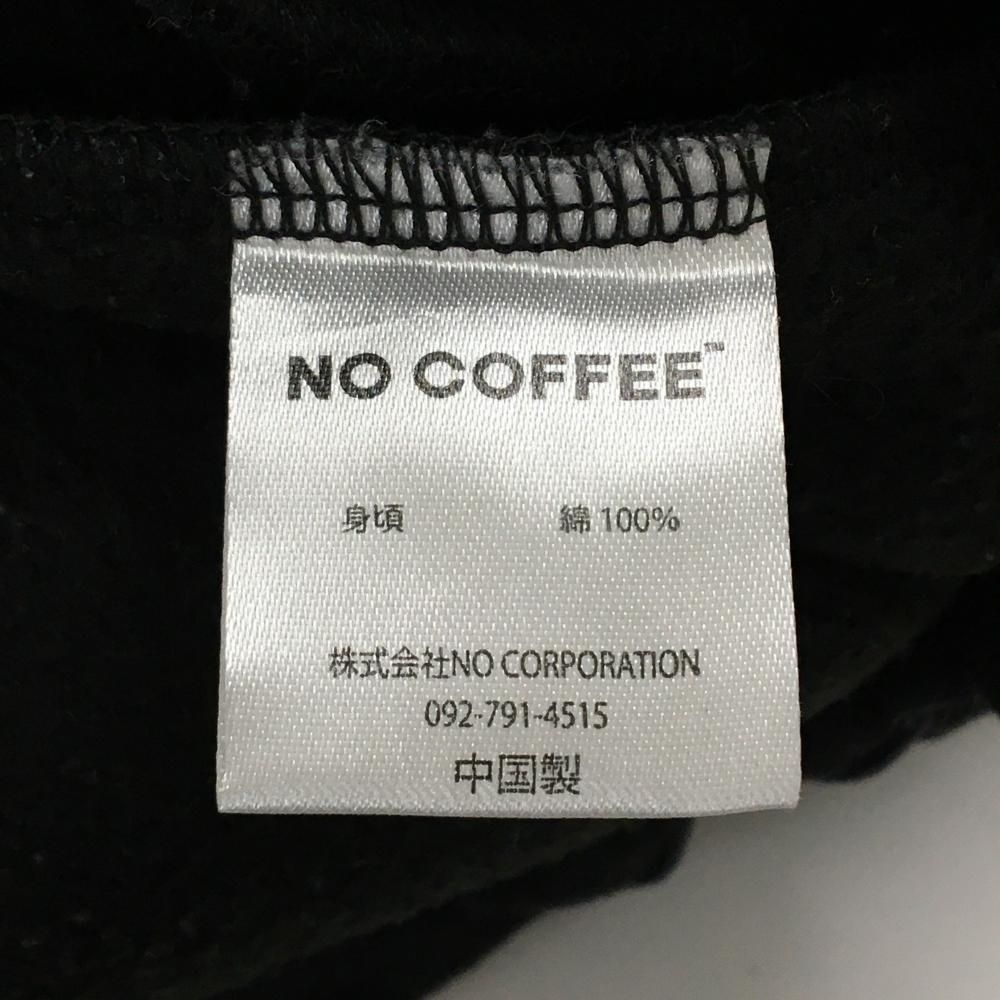 NO COFFEE™
身頃 綿 100%
株式会社NO CORPORATION
092-791-4515
中国製